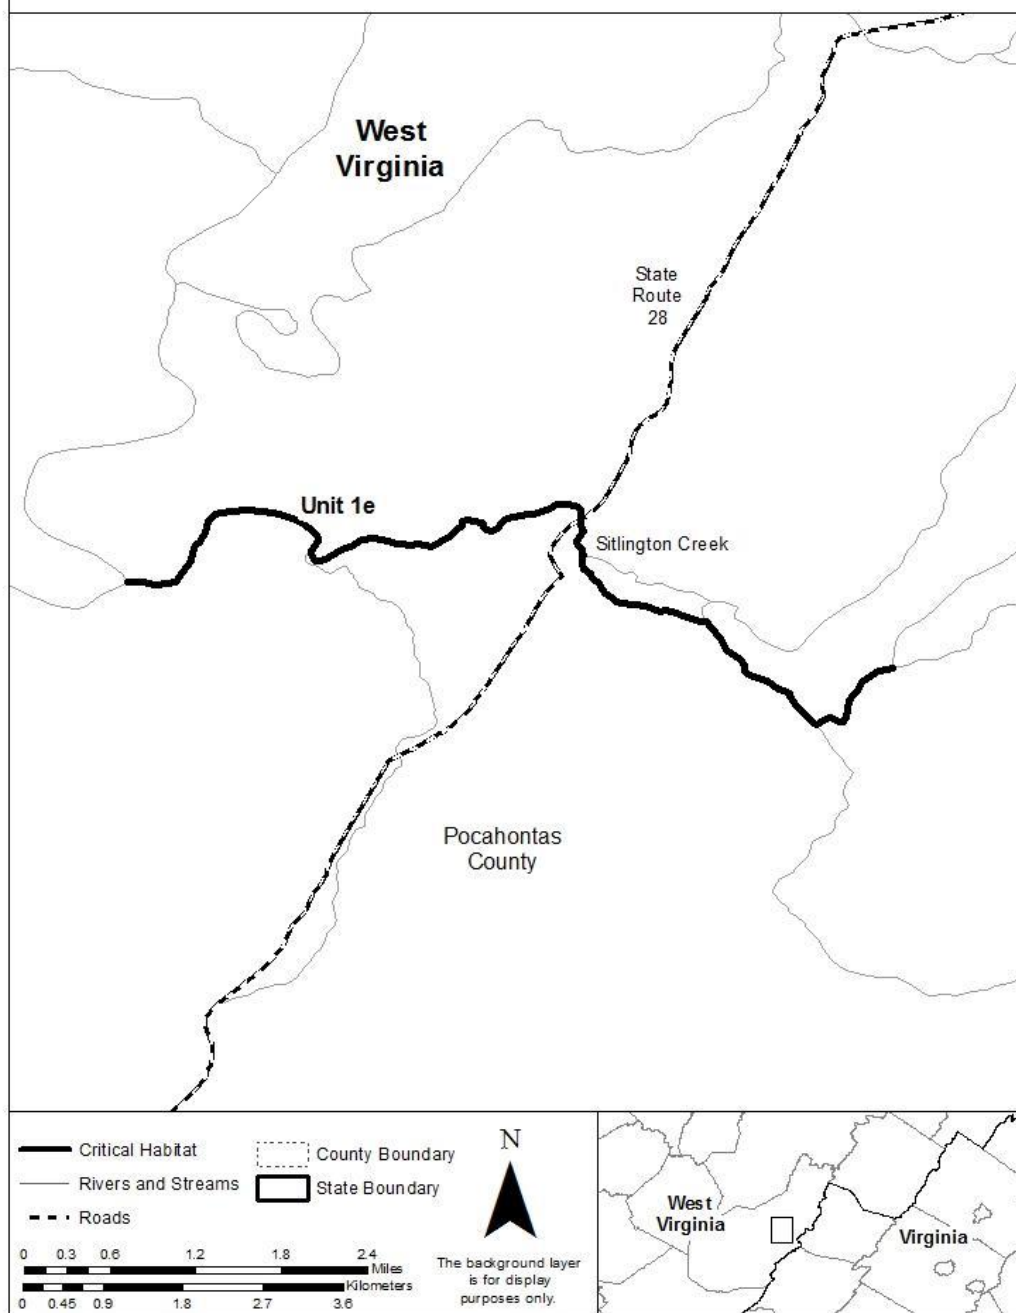 West
Virginia
State
Route
28
Unit 1e
Sitlington Creek
Pocahontas
County
Critical Habitat
Rivers and Streams
Roads
County Boundary
State Boundary
0 0.3 0.6 1.2 1.8 2.4
Miles
Kilometers
0 0.45 0.9 1.8 2.7 3.6
N
The background layer
is for display
purposes only.
West
Virginia
Virginia